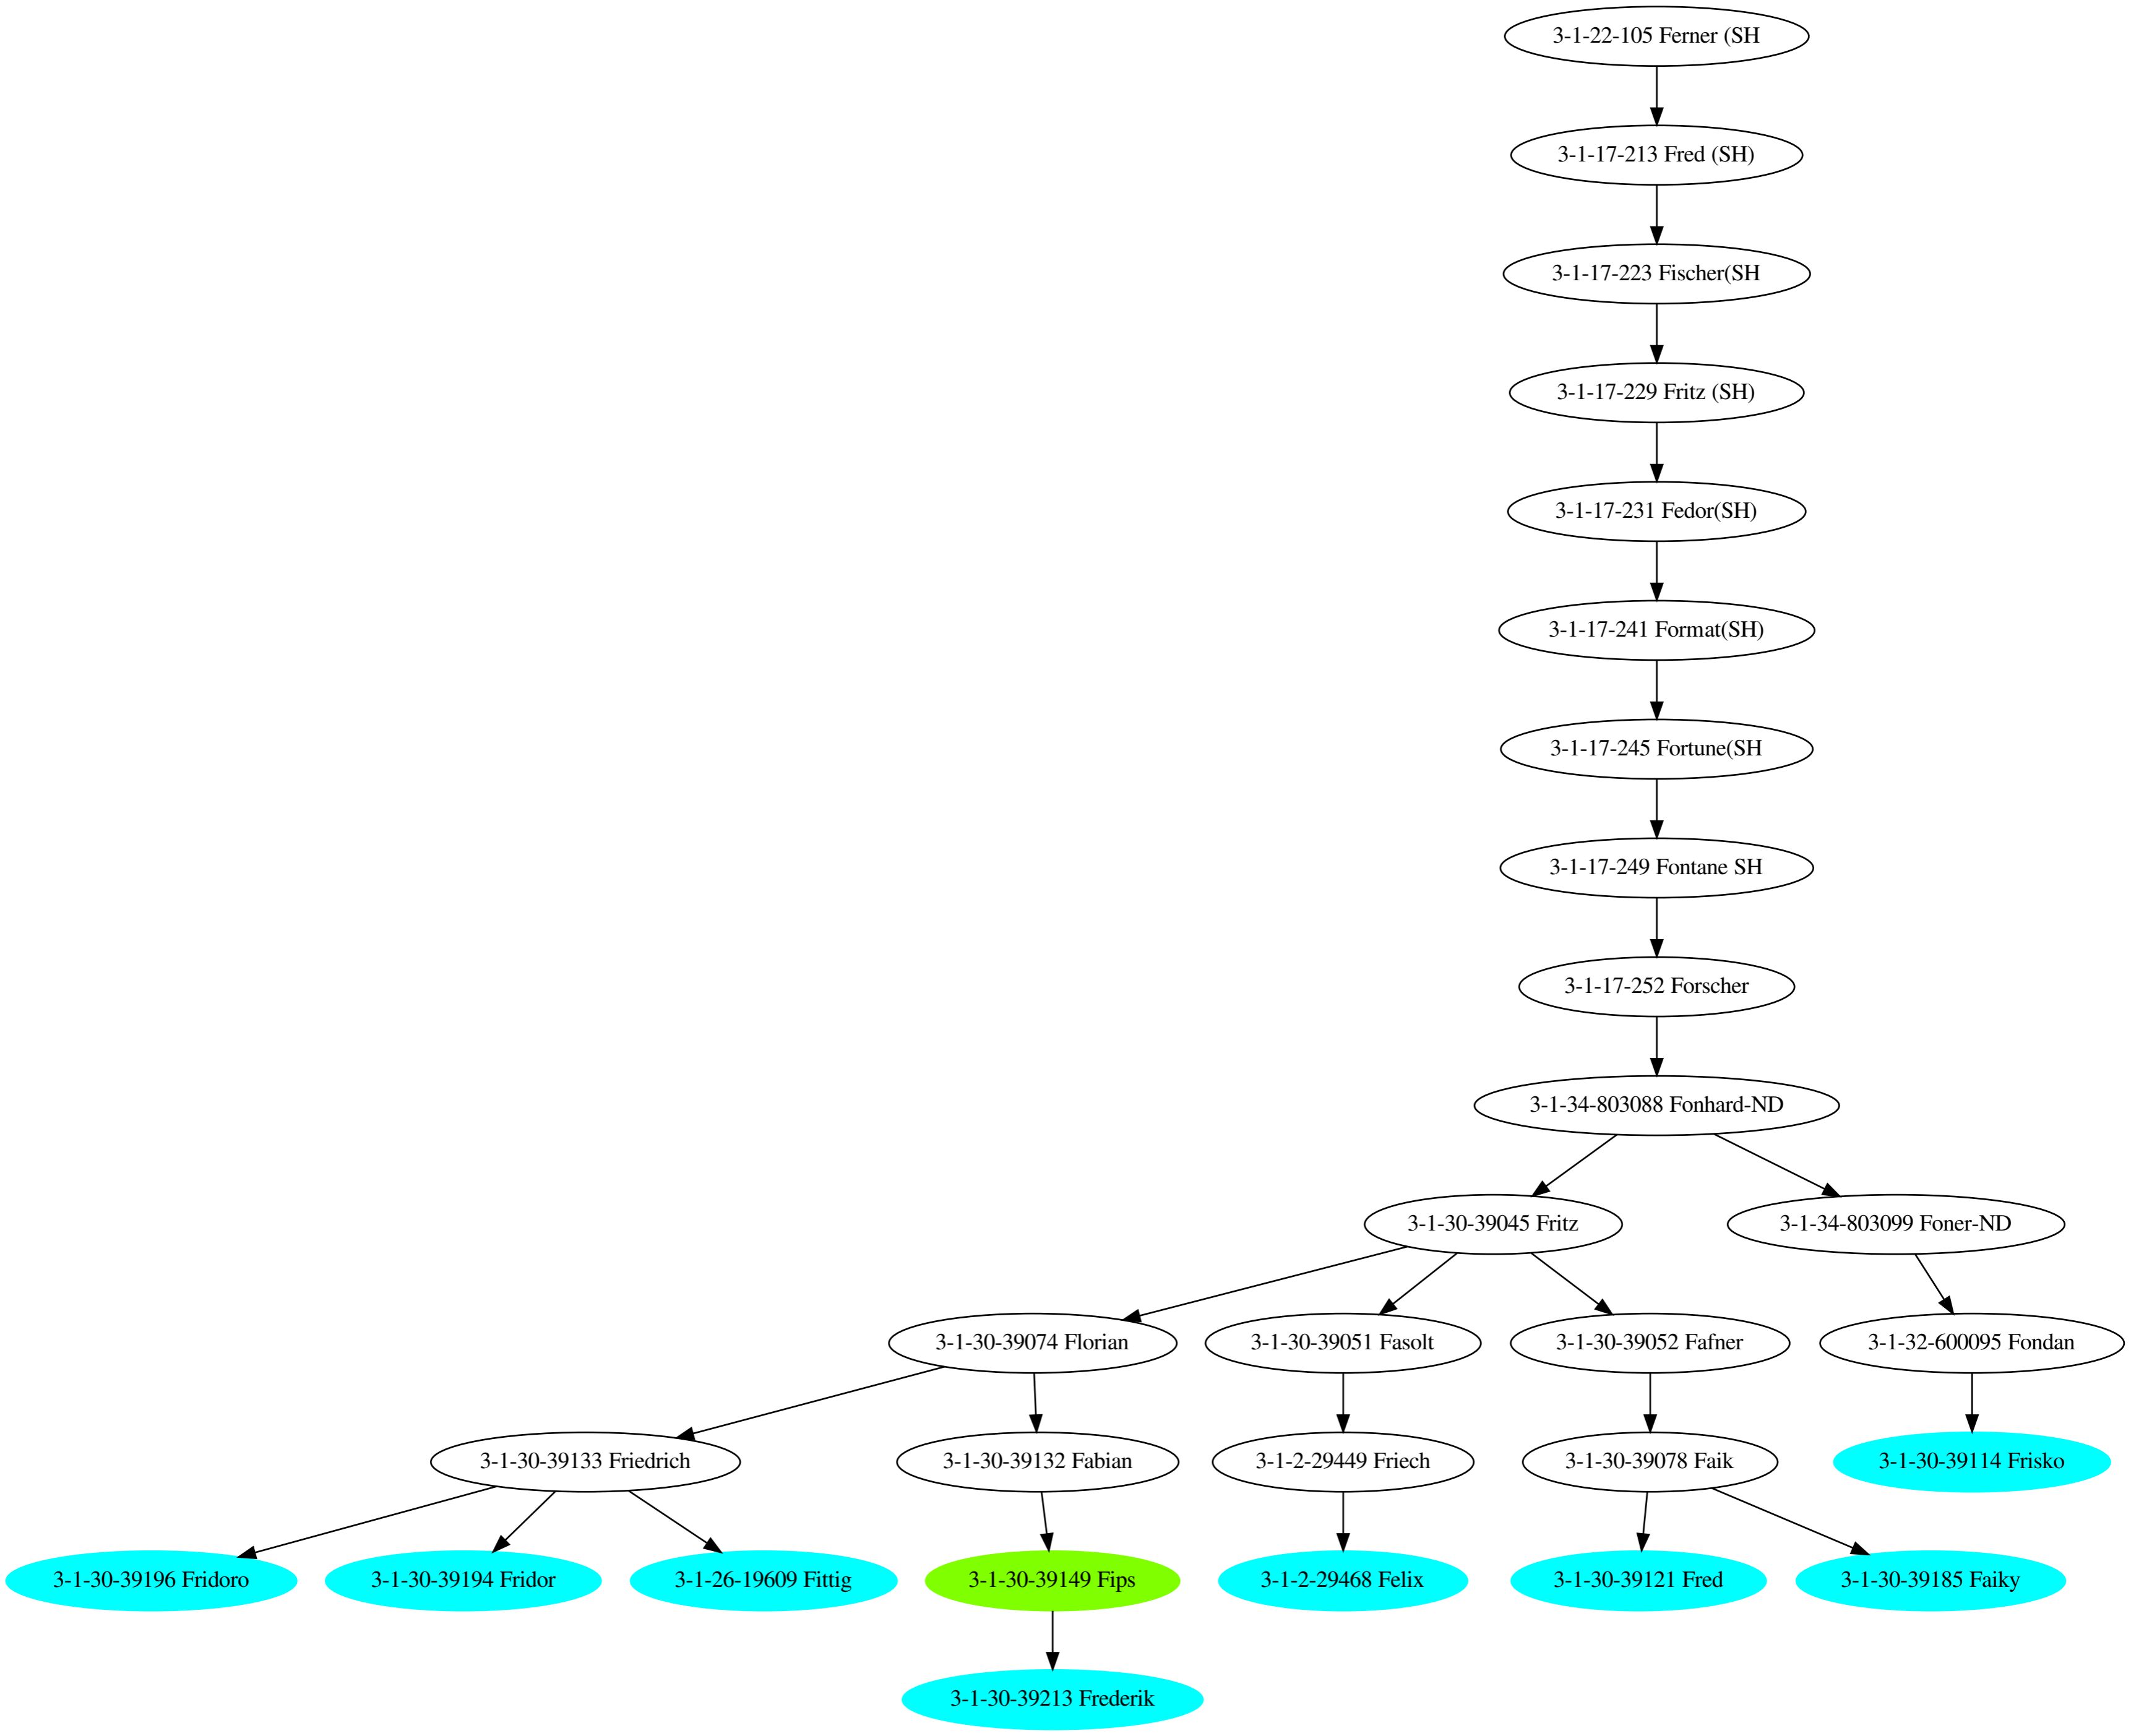 3-1-22-105 Ferner (SH
3-1-17-213 Fred (SH)
3-1-17-223 Fischer(SH
3-1-17-229 Fritz (SH)
3-1-17-231 Fedor(SH)
3-1-17-241 Format(SH)
3-1-17-245 Fortune(SH
3-1-17-249 Fontane SH
3-1-17-252 Forscher
3-1-34-803088 Fonhard-ND
3-1-30-39045 Fritz
3-1-34-803099 Foner-ND
3-1-30-39074 Florian
3-1-30-39051 Fasolt
3-1-30-39052 Fafner
3-1-32-600095 Fondan
3-1-30-39133 Friedrich
3-1-30-39132 Fabian
3-1-2-29449 Friech
3-1-30-39078 Faik
3-1-30-39114 Frisko
3-1-30-39196 Fridoro
3-1-30-39194 Fridor
3-1-26-19609 Fittig
3-1-30-39149 Fips
3-1-2-29468 Felix
3-1-30-39121 Fred
3-1-30-39185 Faiky
3-1-30-39213 Frederik